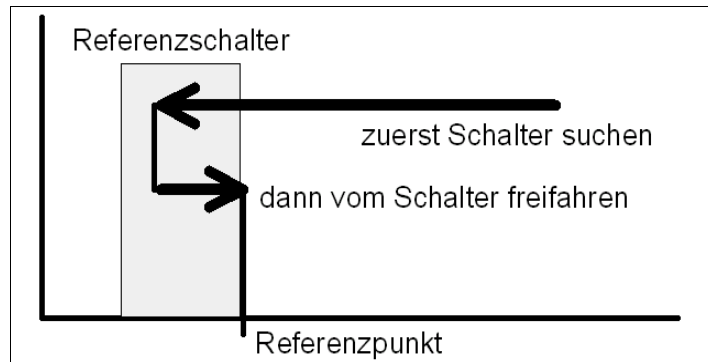 Referenzschalter
zuerst Schalter suchen
dann vom Schalter freifahren
Referenzpunkt